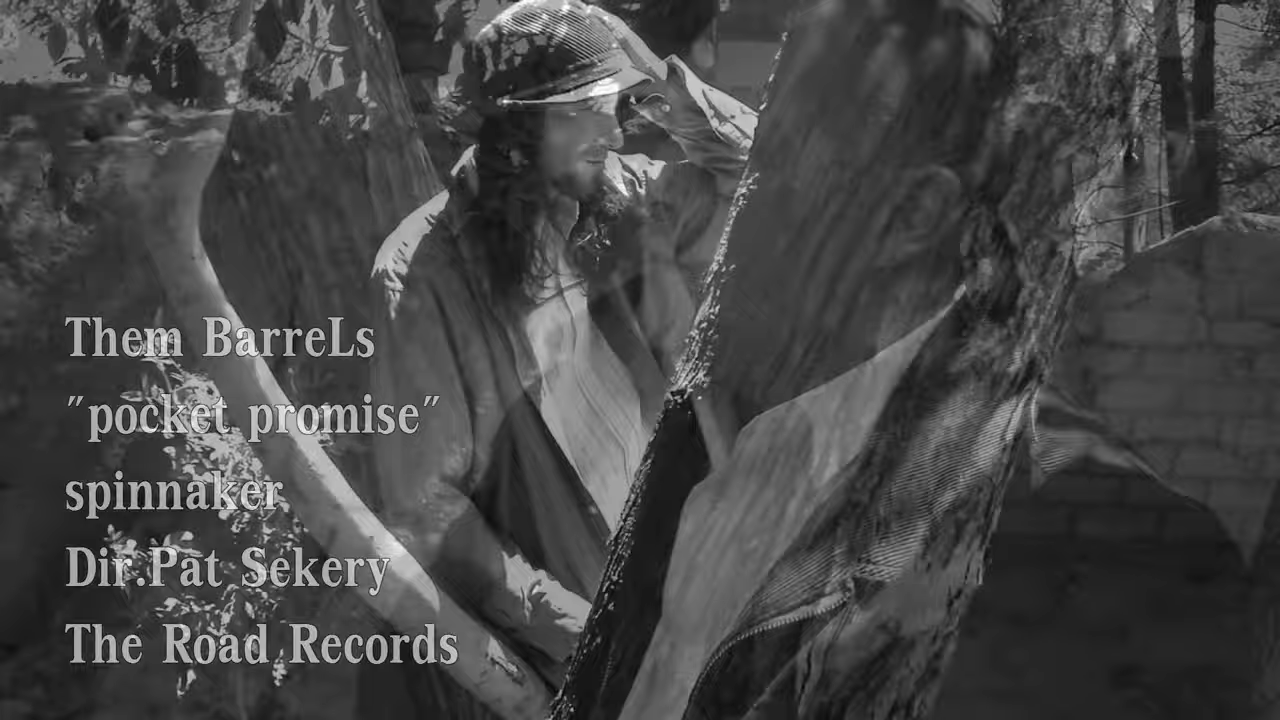 Them BarreLs
"pocket promise"
spinnaker
Dir.Pat Sekery
The Road Records